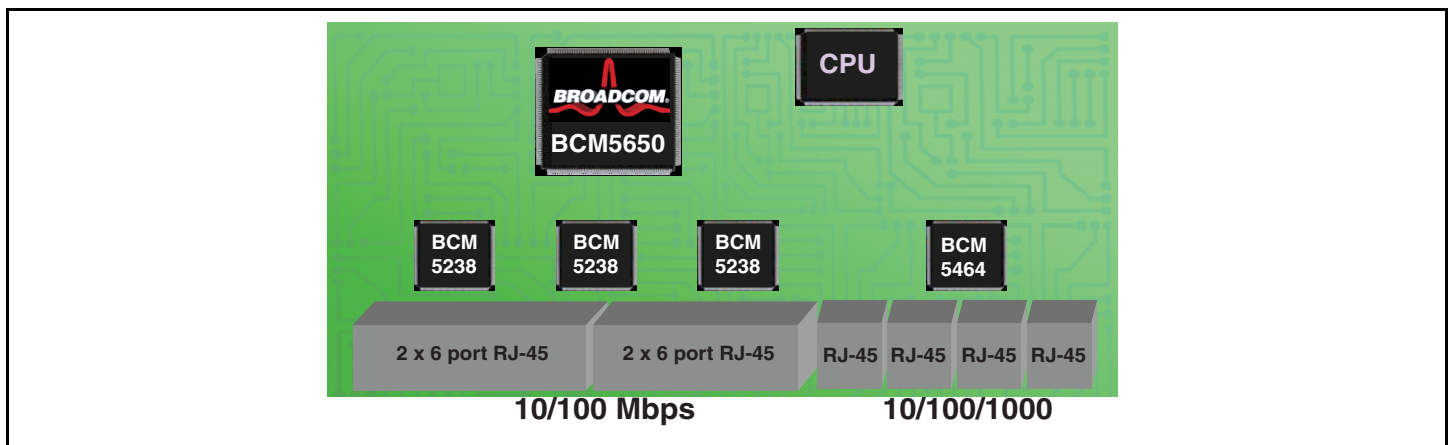 CPU
BROADCOM.
BCM5650
BCM
5238
BCM
5238
BCM
5238
BCM
5464
2 x 6 port RJ-45
2 x 6 port RJ-45
RJ-45
RJ-45
RJ-45
RJ-45
10/100 Mbps
10/100/1000